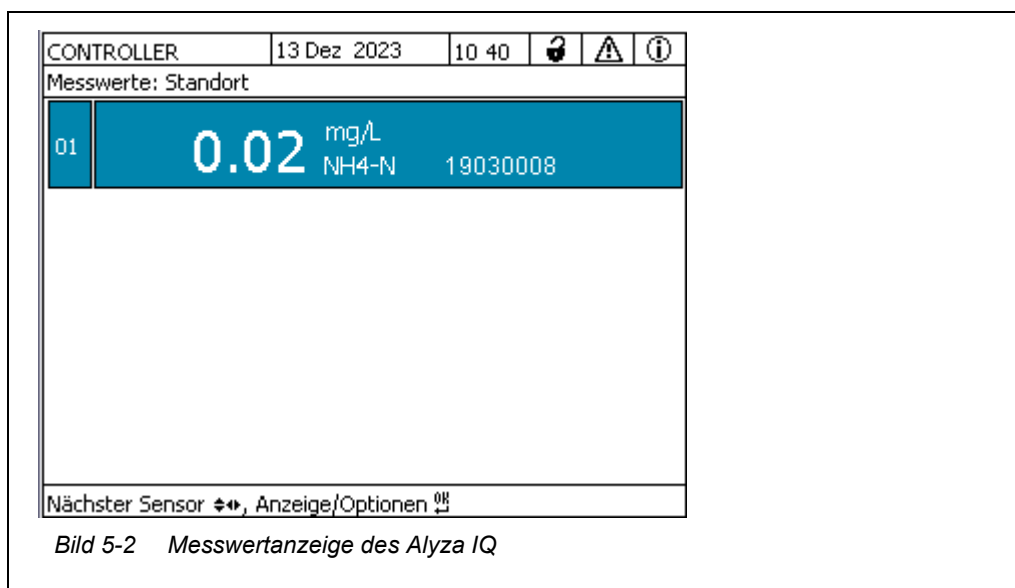 CONTROLLER 13 Dez 2023 10 40
Messwerte: Standort
01 0.02 mg/L
NH4-N 19030008
Nächster Sensor, Anzeige/Optionen OK
Bild 5-2 Messwertanzeige des Alyza IQ